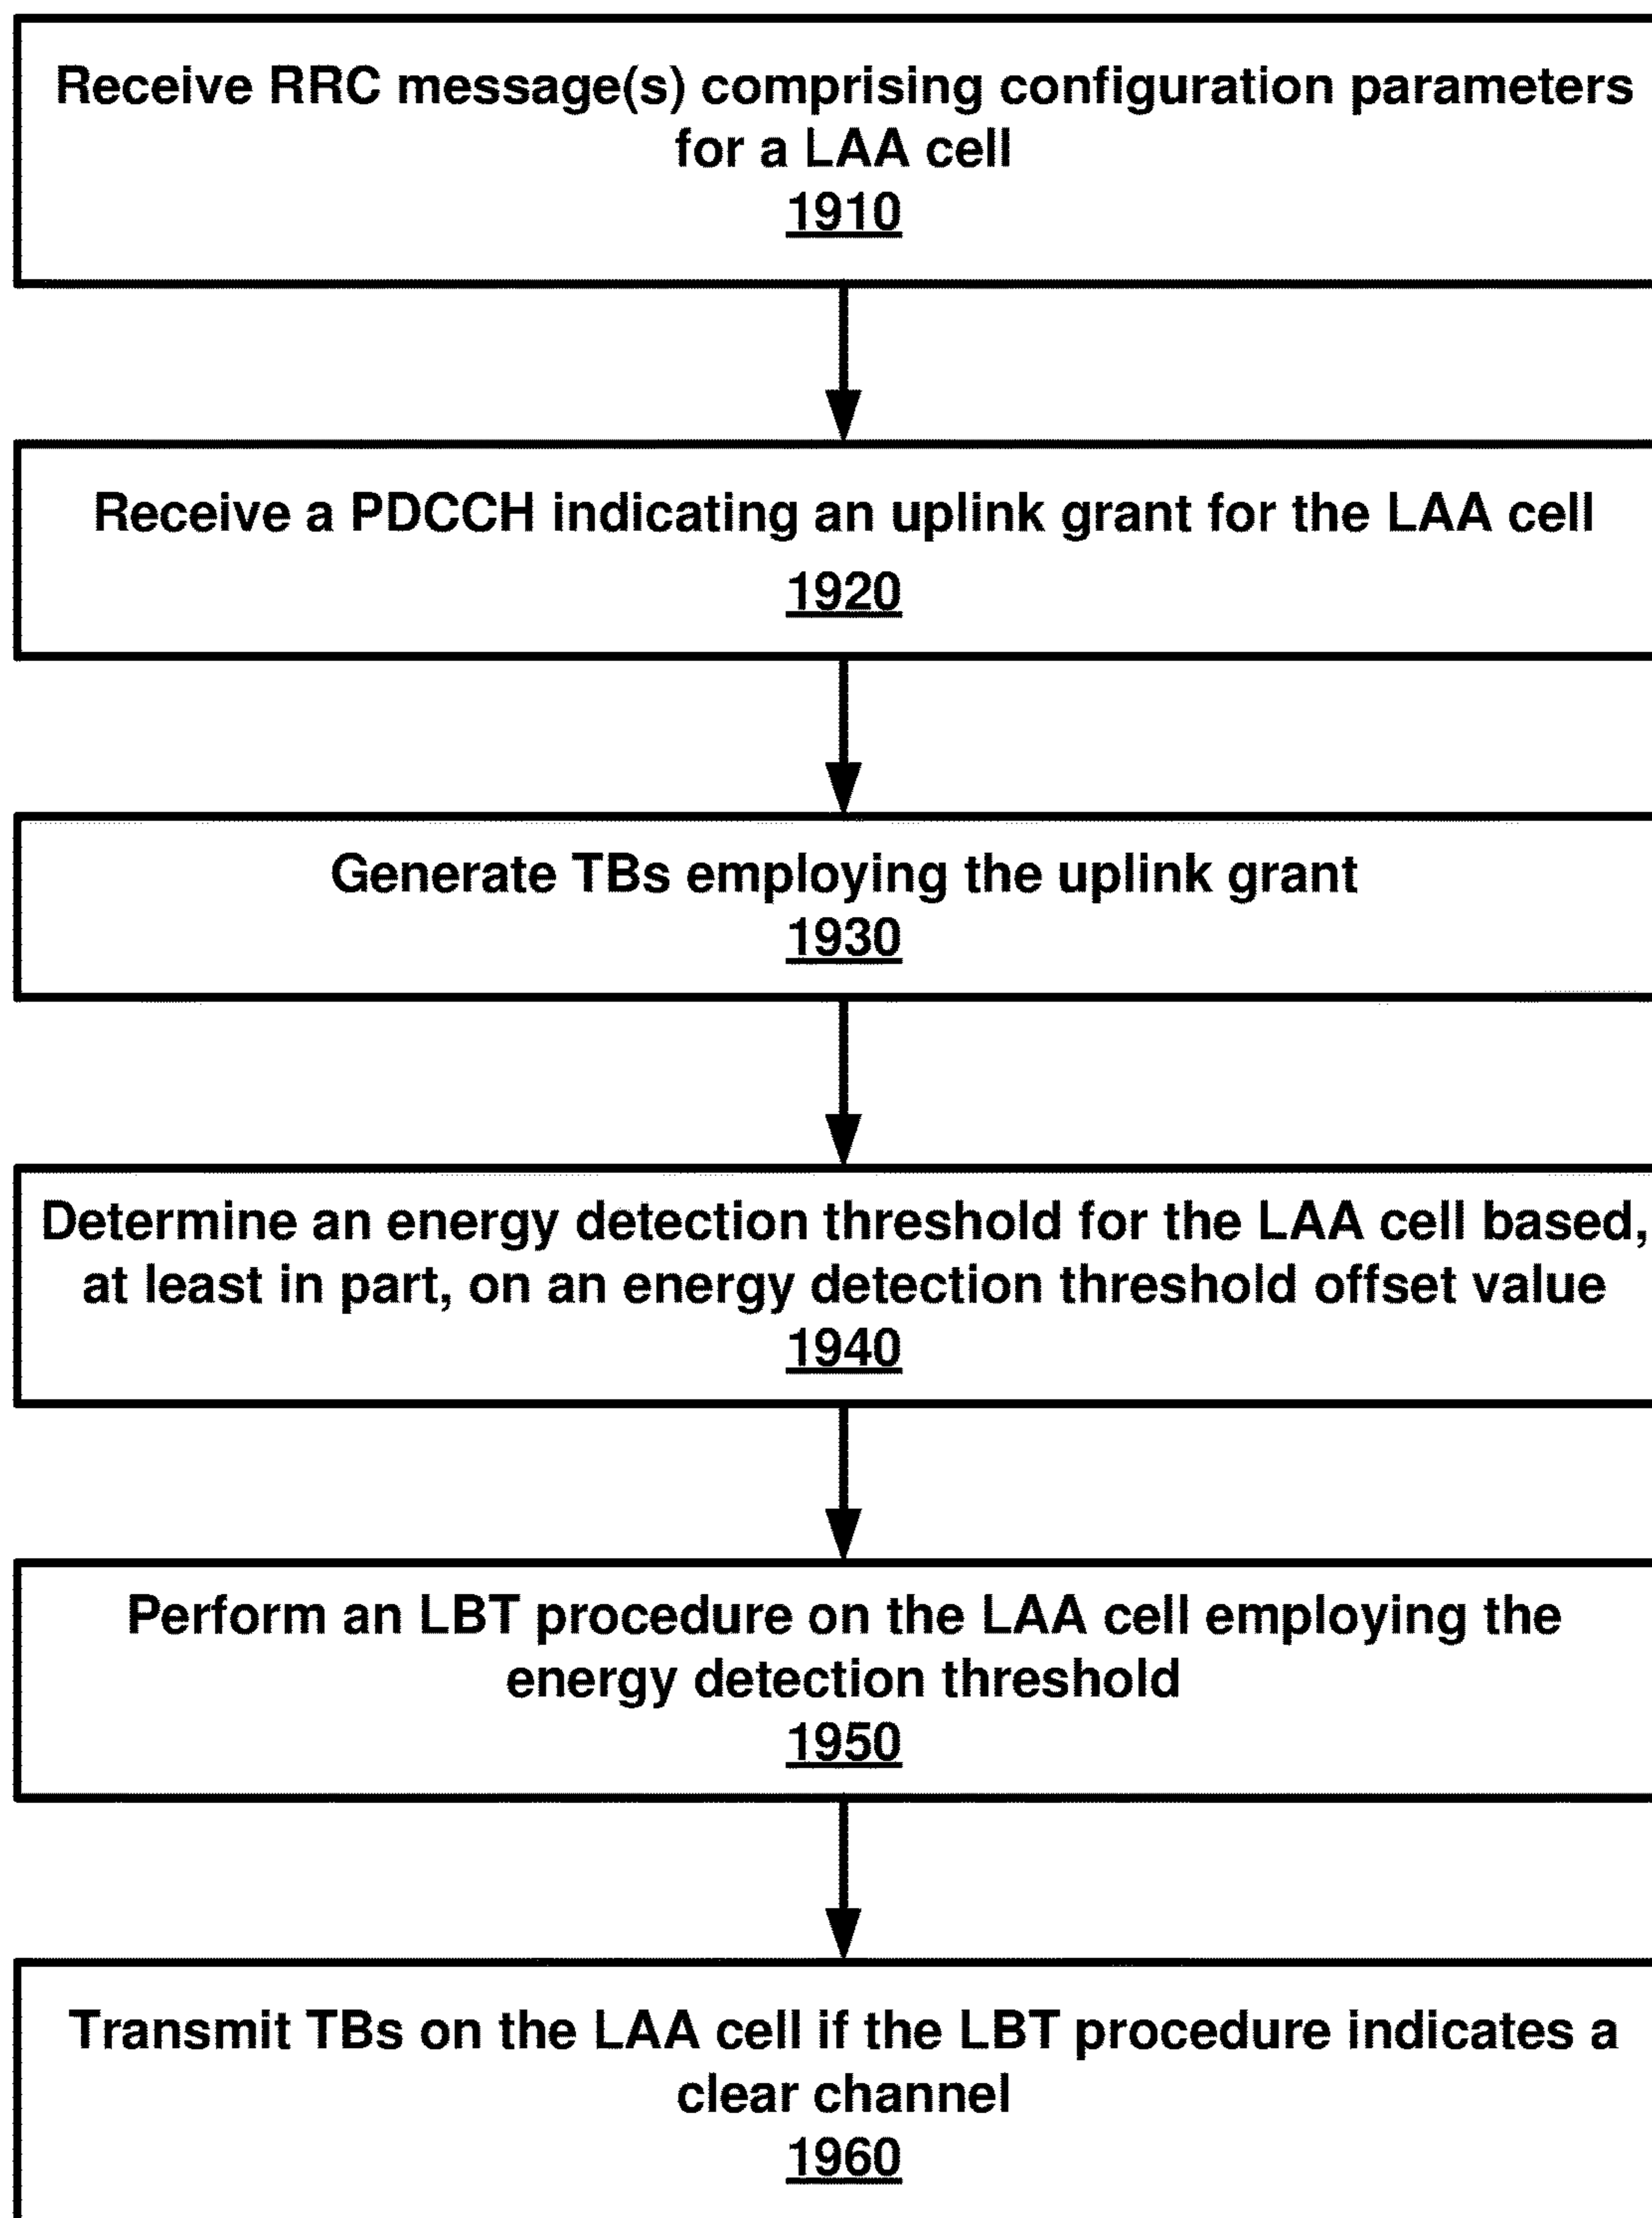 Receive RRC message(s) comprising configuration parameters
for a LAA cell
1910
Receive a PDCCH indicating an uplink grant for the LAA cell
1920
Generate TBs employing the uplink grant
1930
Determine an energy detection threshold for the LAA cell based,
at least in part, on an energy detection threshold offset value
1940
Perform an LBT procedure on the LAA cell employing the
energy detection threshold
1950
Transmit TBs on the LAA cell if the LBT procedure indicates a
clear channel
1960